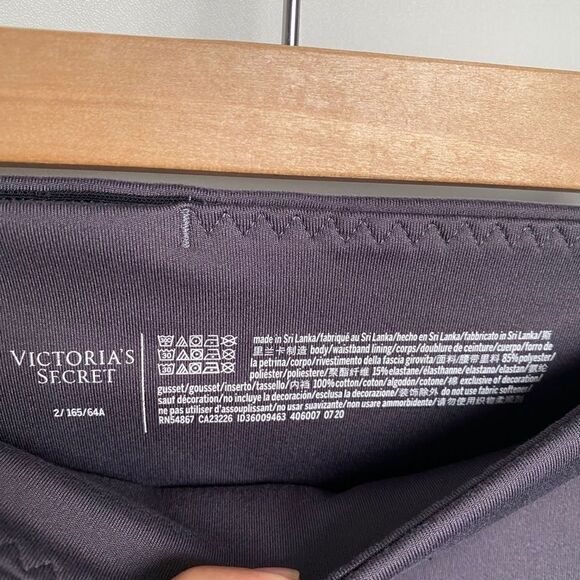 VICTORIA'S
SECRET
2/165/64A
made in Sri Lanka/fabriqué au Sri Lanka/hecho en Sri Lanka/fabbricato in Sri Lanka/斯
里兰卡制造 body/waistband lining/corps/doublure de ceinture/cuerpo/forro de
la petrina/corpo/rivestimento della fascia girovita/面料/腰带里料 85% polyester/
poliéster/poliestere/聚酯纤维 15% elastane/élasthanne/elastano/elastan/氨纶
gusset/gousset/inserto/tassello/内裆 100% cotton/coton/algodón/cotone/棉 exclusive of decoration/
sauf décoration/no incluye la decoración/esclusa la decorazione/装饰除外 do not use fabric softener/
ne pas utiliser d'assouplissant/no usar suavizante/non usare ammorbidente/请勿使用柔顺剂
RN54867 CA23226 ID36009463 406007 0720